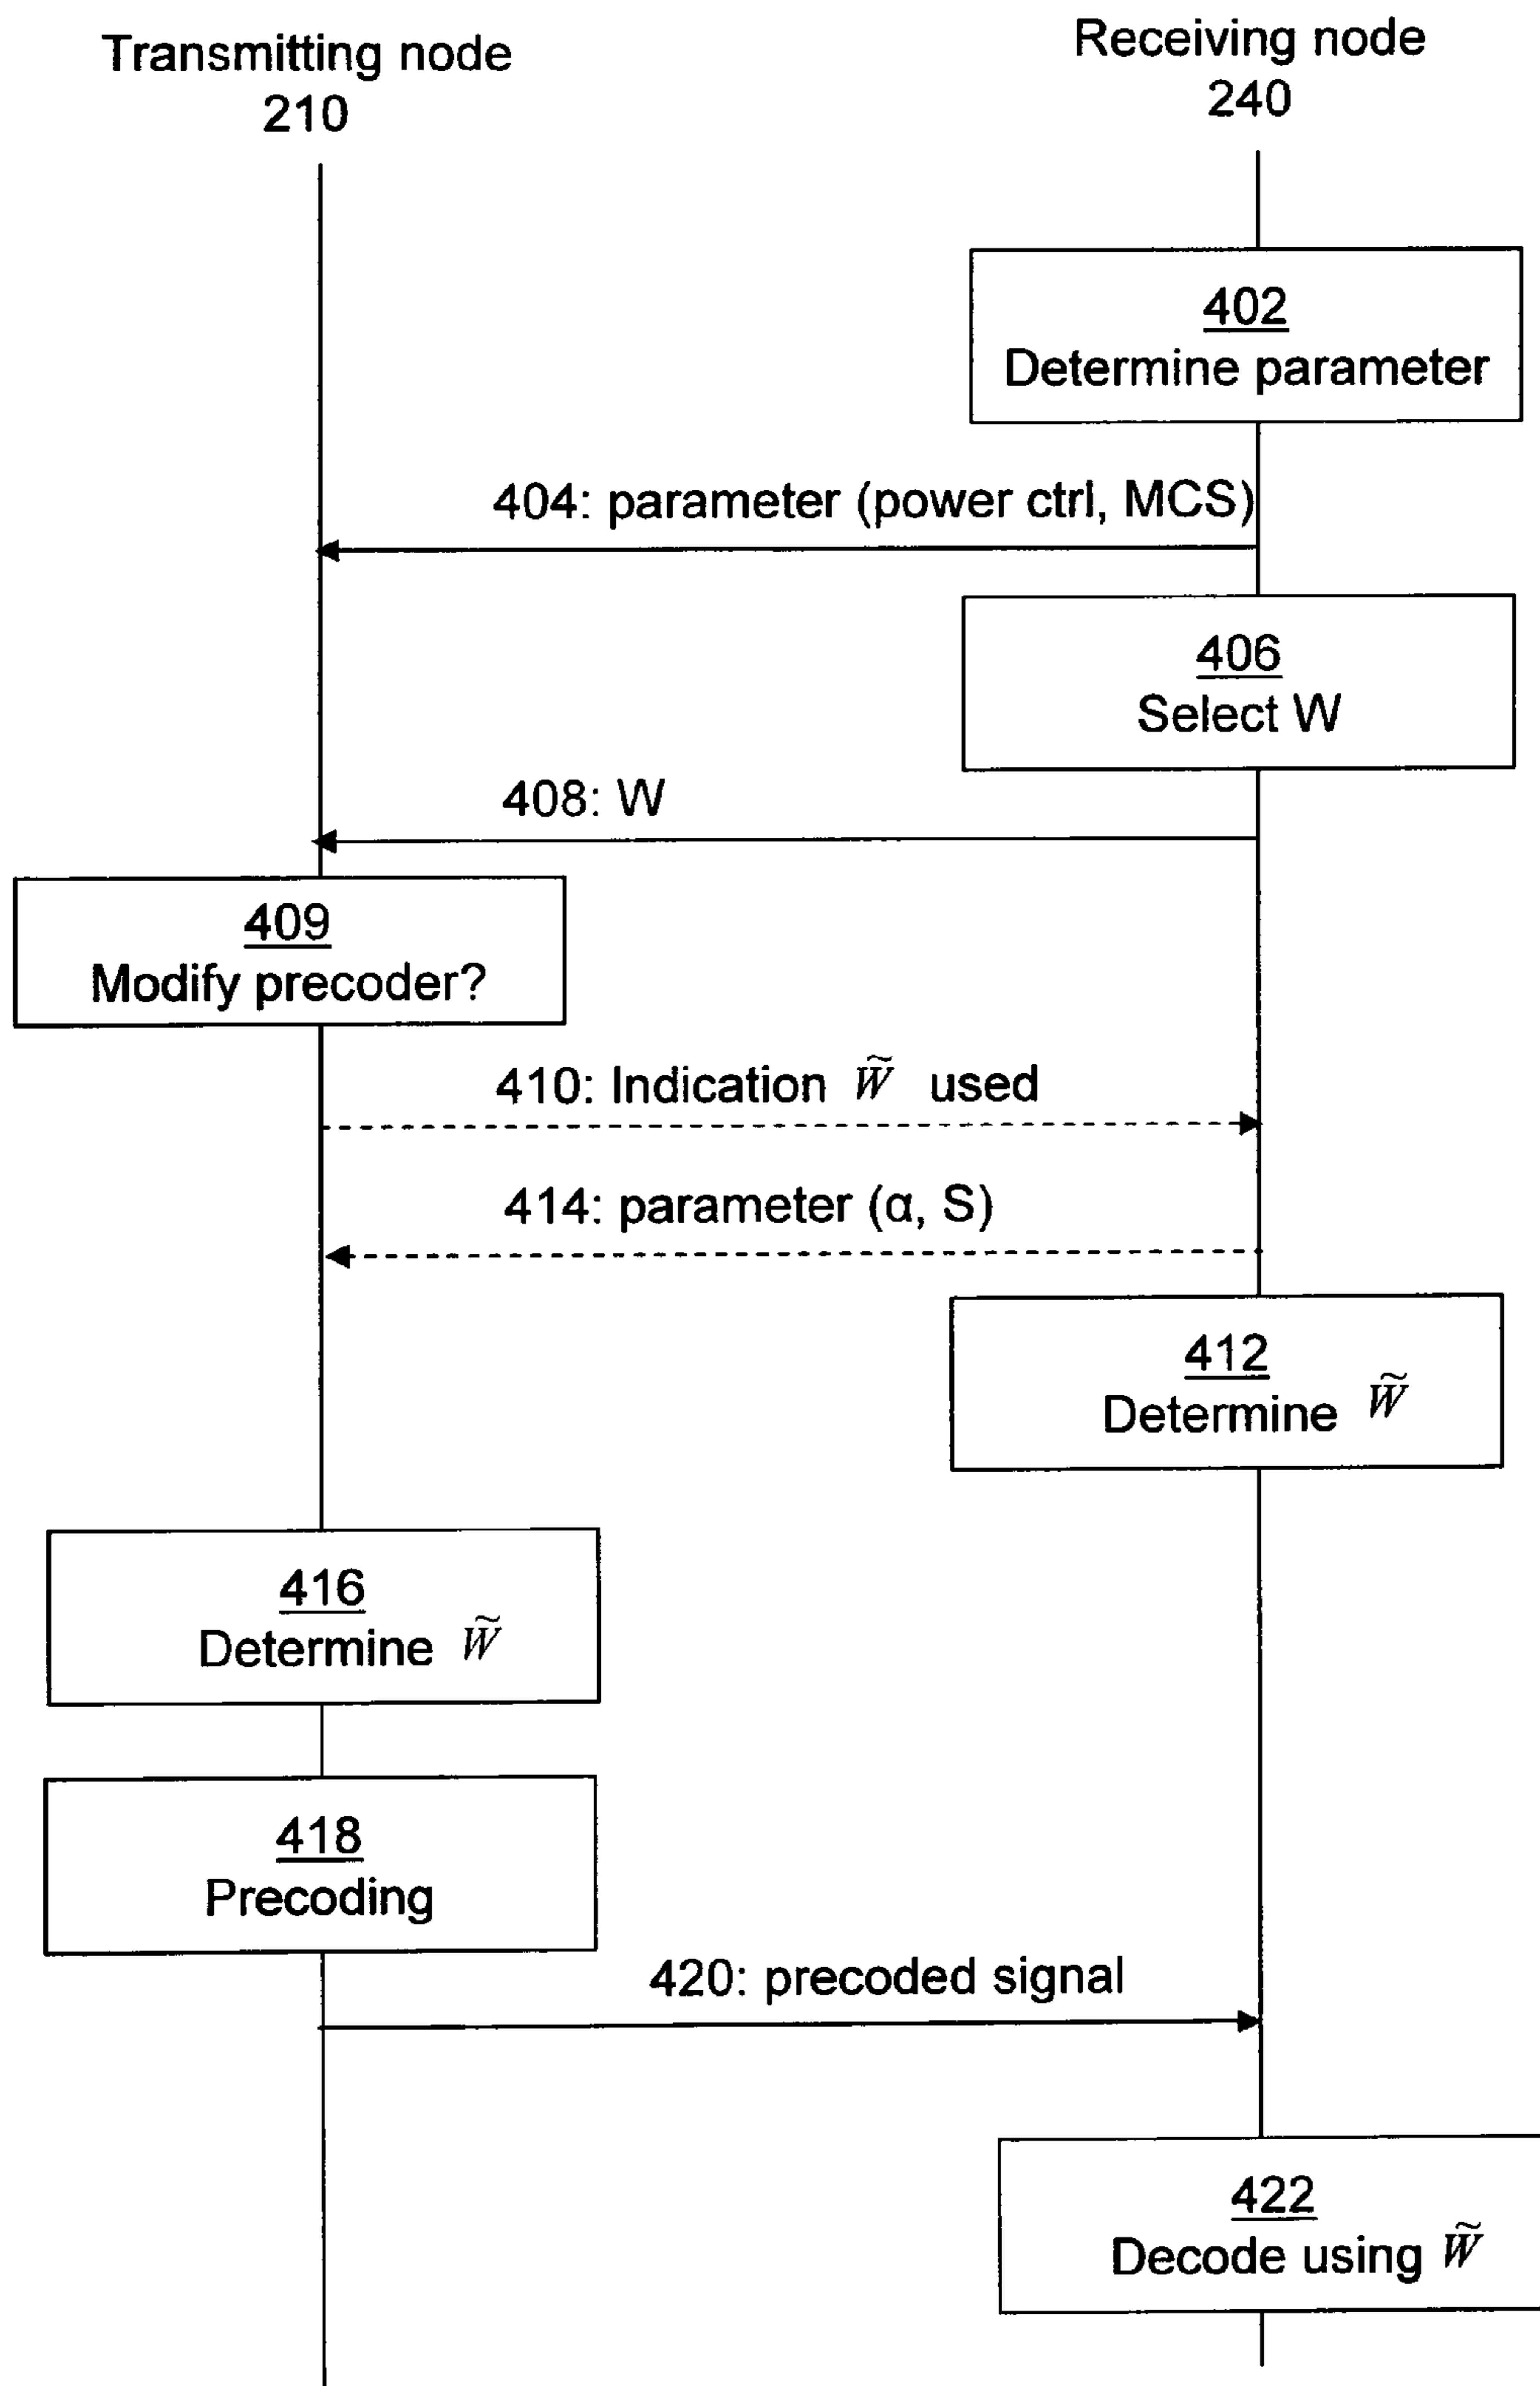 Transmitting node
210
Receiving node
240
402
Determine parameter
404: parameter (power ctrl, MCS)
406
Select W
408: W
409
Modify precoder?
410: Indication W̃ used
414: parameter (α, S)
412
Determine W̃
416
Determine W̃
418
Precoding
420: precoded signal
422
Decode using W̃